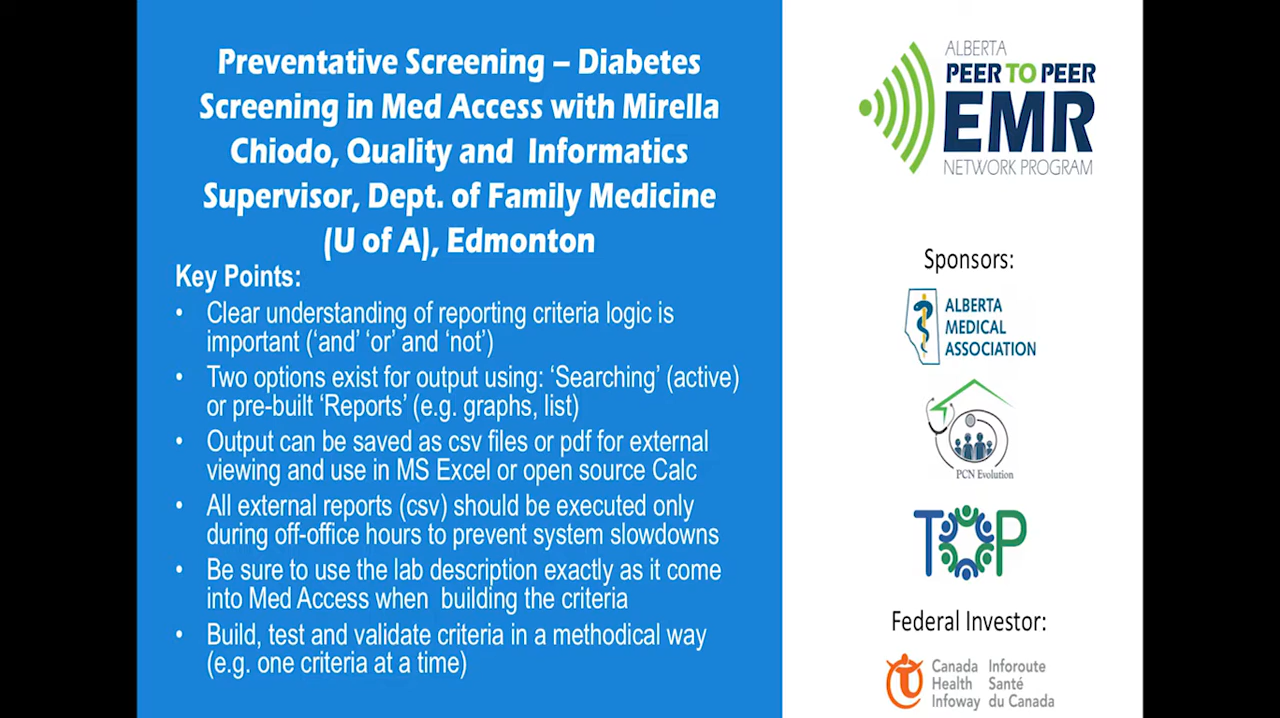 Preventative Screening – Diabetes
Screening in Med Access with Mirella
Chiodo, Quality and Informatics
Supervisor, Dept. of Family Medicine
(U of A), Edmonton
Key Points:
• Clear understanding of reporting criteria logic is
important (‘and’ ‘or’ and ‘not’)
• Two options exist for output using: ‘Searching’ (active)
or pre-built ‘Reports’ (e.g. graphs, list)
• Output can be saved as csv files or pdf for external
viewing and use in MS Excel or open source Calc
• All external reports (csv) should be executed only
during off-office hours to prevent system slowdowns
• Be sure to use the lab description exactly as it come
into Med Access when building the criteria
• Build, test and validate criteria in a methodical way
(e.g. one criteria at a time)
ALBERTA
PEER TO PEER
EMR
NETWORK PROGRAM
Sponsors:
ALBERTA
MEDICAL
ASSOCIATION
PCN Evolution
TOP
Federal Investor:
Canada Inforoute
Health Santé
Infoway du Canada